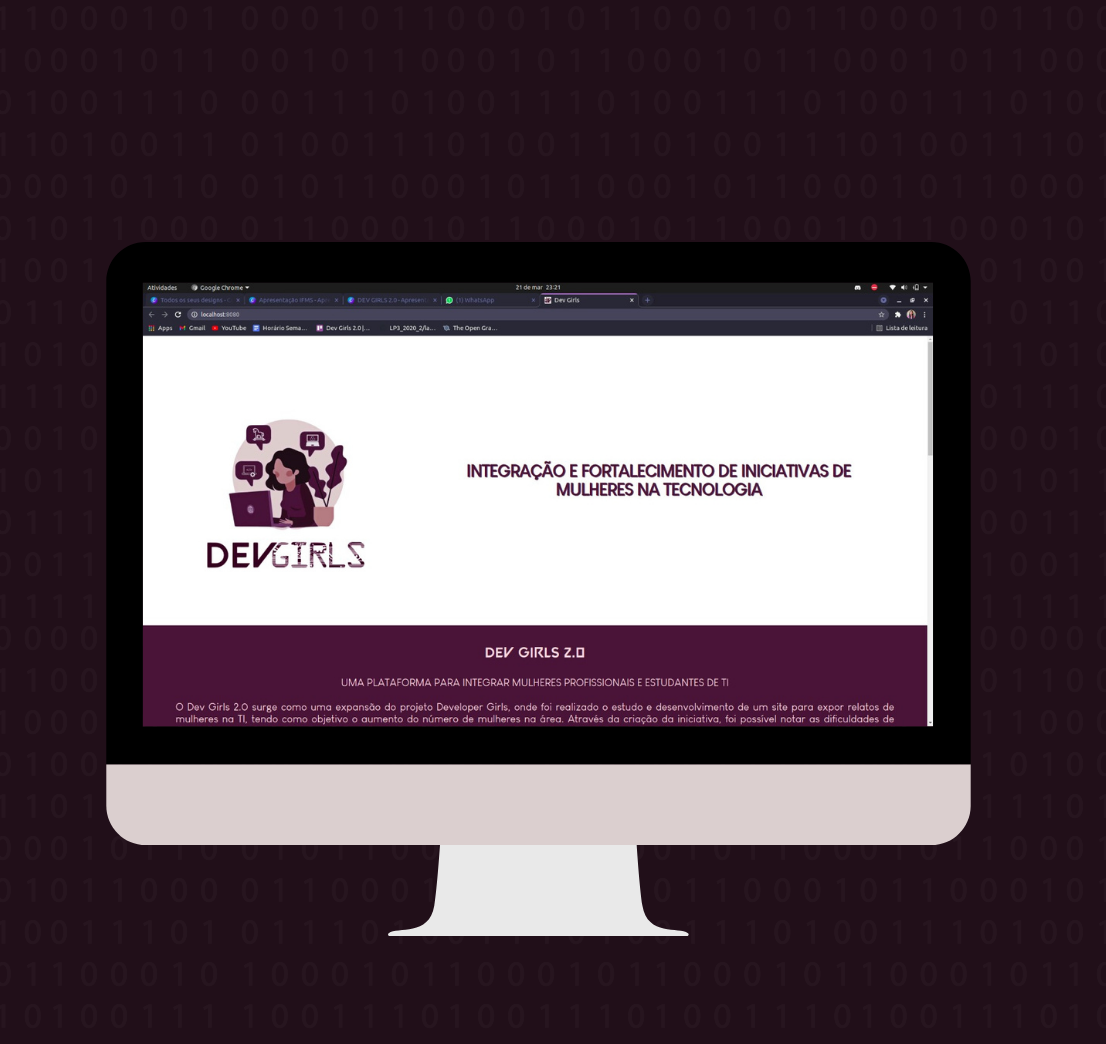 Atividades Google Chrome 21 de mar 23:21
Todos os seus designs - C Apresentação IFMS - Apr DEV GIRLS 2.0 - Apresen (1) WhatsApp Dev Girls
localhost:6080
Apps Gmail YouTube Horário Sema... Dev Girls 2.0 |... LP3_2020_2/la... The Open Gra... Lista de leitura
INTEGRAÇÃO E FORTALECIMENTO DE INICIATIVAS DE
MULHERES NA TECNOLOGIA
DEVGIRLS
DEV GIRLS 2.0
UMA PLATAFORMA PARA INTEGRAR MULHERES PROFISSIONAIS E ESTUDANTES DE TI
O Dev Girls 2.0 surge como uma expansão do projeto Developer Girls, onde foi realizado o estudo e desenvolvimento de um site para expor relatos de
mulheres na TI, tendo como objetivo o aumento do número de mulheres na área. Através da criação da iniciativa, foi possível notar as dificuldades de